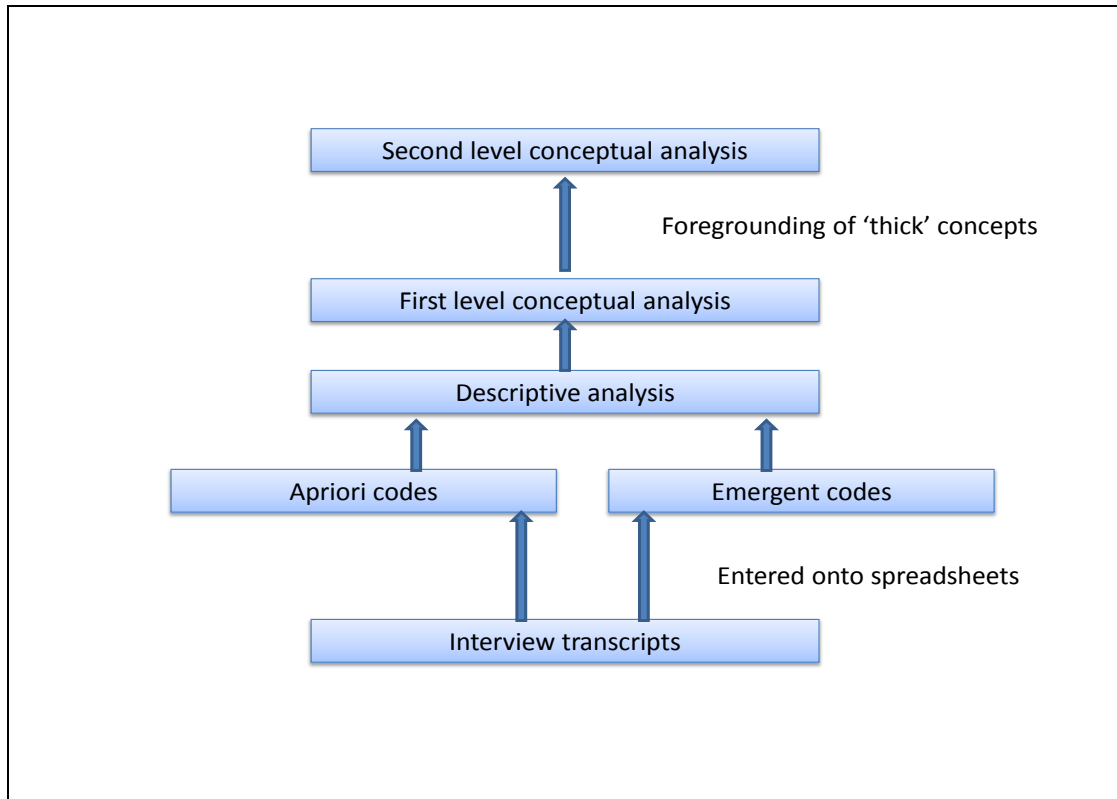 Second level conceptual analysis
Foregrounding of ‘thick’ concepts
First level conceptual analysis
Descriptive analysis
Apriori codes
Emergent codes
Entered onto spreadsheets
Interview transcripts